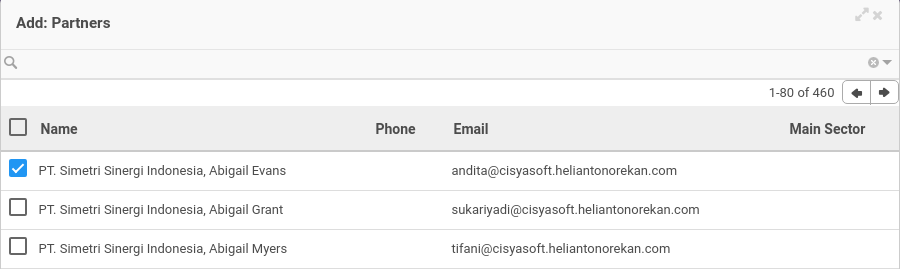 Add: Partners
1-80 of 460
Name Phone Email Main Sector
PT. Simetri Sinergi Indonesia, Abigail Evans andita@cisyasoft.heliantonorekan.com
PT. Simetri Sinergi Indonesia, Abigail Grant sukariyadi@cisyasoft.heliantonorekan.com
PT. Simetri Sinergi Indonesia, Abigail Myers tifani@cisyasoft.heliantonorekan.com